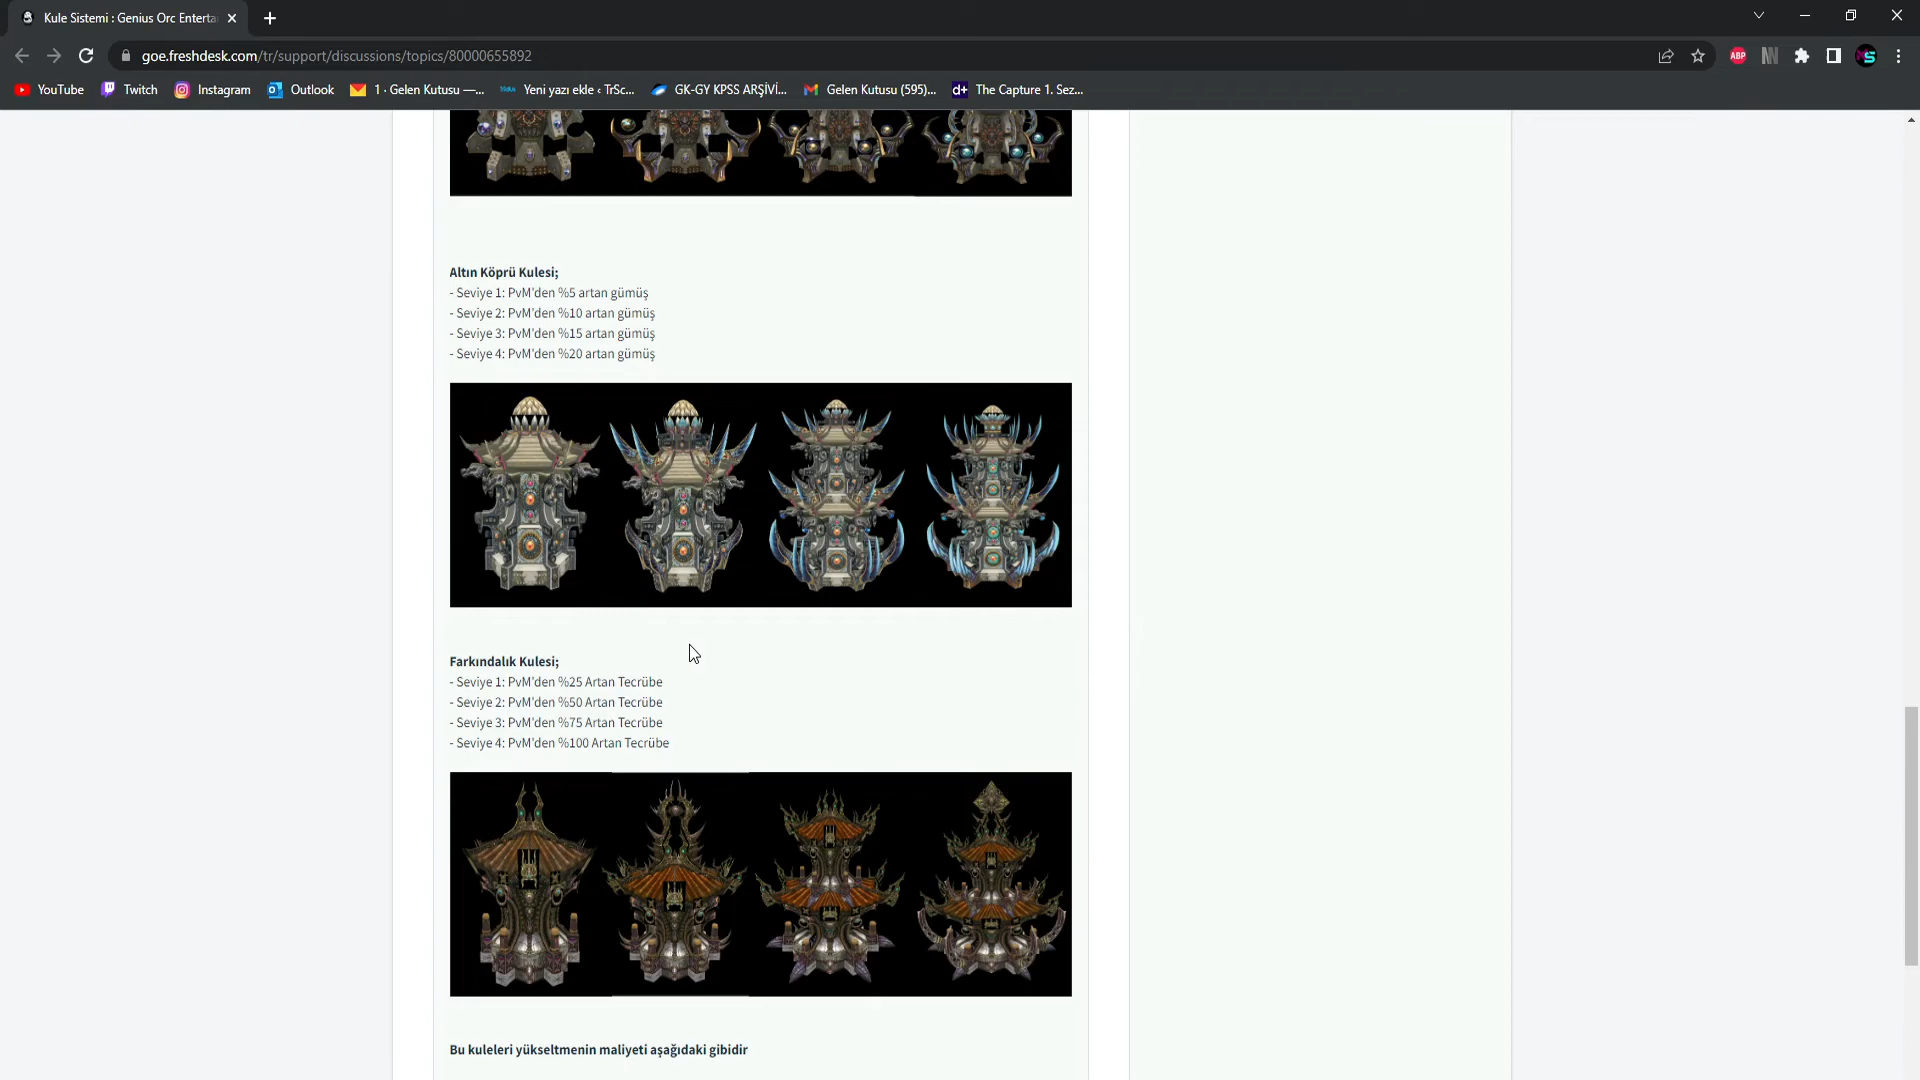 Kule Sistemi : Genius Orc Enterta
goe.freshdesk.com/tr/support/discussions/topics/80000655892
ABP
YouTube
Twitch
Instagram
Outlook
1 · Gelen Kutusu —...
Yeni yazı ekle ‹ TrSc...
GK-GY KPSS ARŞİVİ...
Gelen Kutusu (595)...
d+ The Capture 1. Sez...
Altın Köprü Kulesi;
- Seviye 1: PvM'den %5 artan gümüş
- Seviye 2: PvM'den %10 artan gümüş
- Seviye 3: PvM'den %15 artan gümüş
- Seviye 4: PvM'den %20 artan gümüş
Farkındalık Kulesi;
- Seviye 1: PvM'den %25 Artan Tecrübe
- Seviye 2: PvM'den %50 Artan Tecrübe
- Seviye 3: PvM'den %75 Artan Tecrübe
- Seviye 4: PvM'den %100 Artan Tecrübe
Bu kuleleri yükseltmenin maliyeti aşağıdaki gibidir